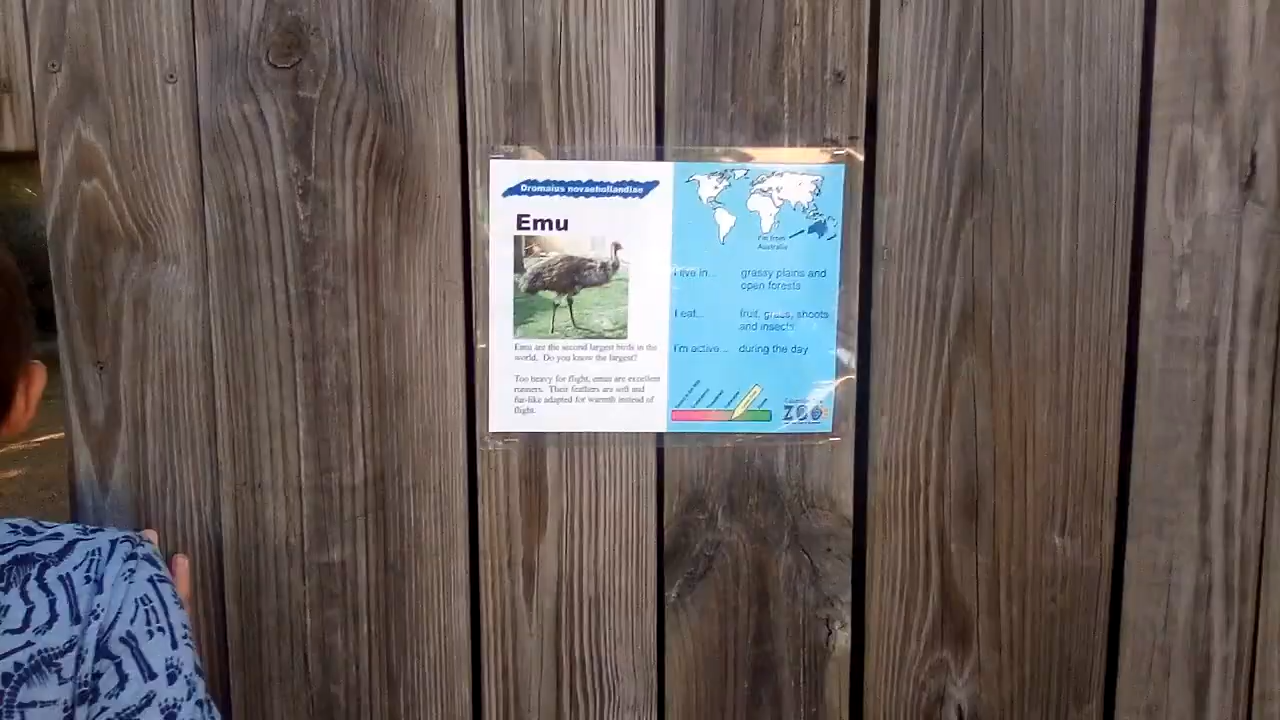 Dromaius novaehollandiae
Emu
Emu are the second largest birds in the
world. Do you know the largest?
Too heavy for flight, emus are excellent
runners. Their feathers are soft and
fur-like adapted for warmth instead of
flight.
I'm from
Australia
I live in... grassy plains and
open forests
I eat... fruit, grass, shoots
and insects
I'm active... during the day
ZOO